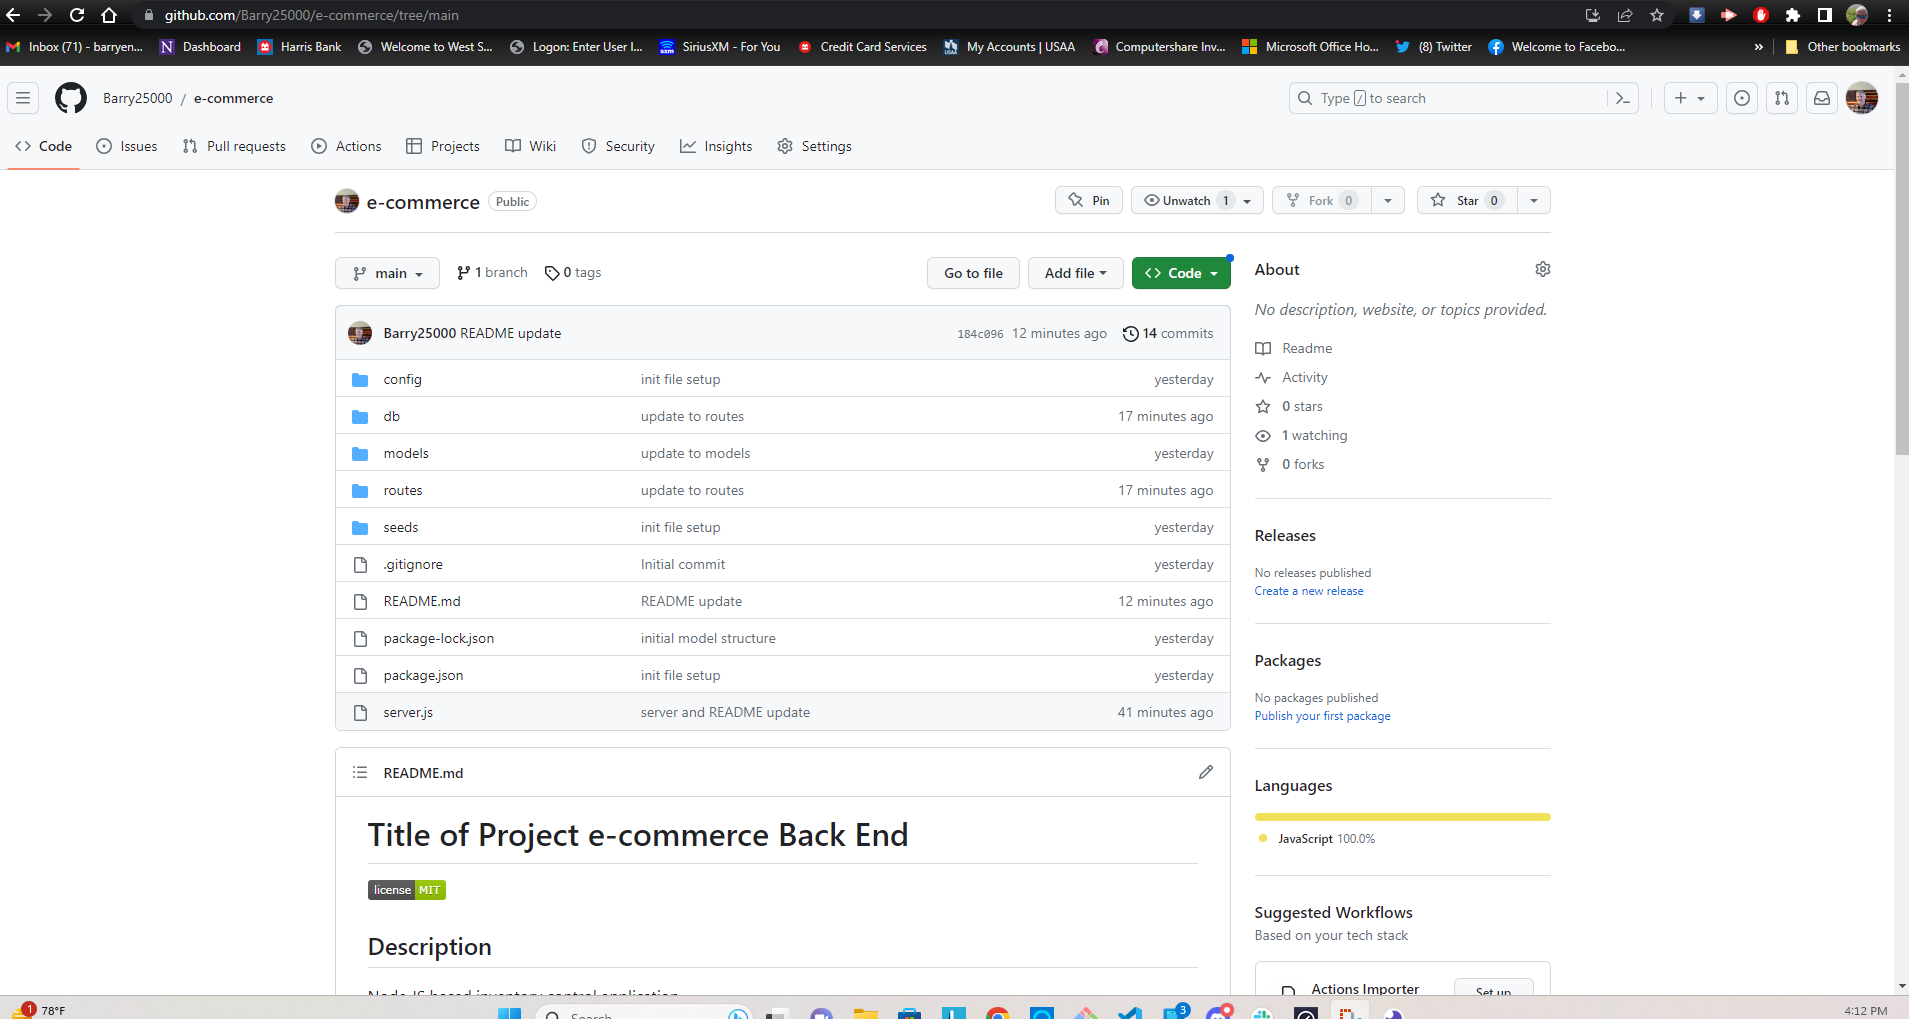 github.com/Barry25000/e-commerce/tree/main
Inbox (71) - barryen... Dashboard Harris Bank Welcome to West S... Logon: Enter User I... SiriusXM - For You Credit Card Services My Accounts | USAA Computershare Inv... Microsoft Office Ho... (8) Twitter Welcome to Facebo... » Other bookmarks
Barry25000 / e-commerce Type / to search
Code Issues Pull requests Actions Projects Wiki Security Insights Settings
e-commerce Public Pin Unwatch 1 Fork 0 Star 0
main 1 branch 0 tags Go to file Add file Code
Barry25000 README update 184c096 12 minutes ago 14 commits
config init file setup yesterday
db update to routes 17 minutes ago
models update to models yesterday
routes update to routes 17 minutes ago
seeds init file setup yesterday
.gitignore Initial commit yesterday
README.md README update 12 minutes ago
package-lock.json initial model structure yesterday
package.json init file setup yesterday
server.js server and README update 41 minutes ago
README.md
Title of Project e-commerce Back End
license MIT
Description
Node JS based inventory control application
About
No description, website, or topics provided.
Readme
Activity
0 stars
1 watching
0 forks
Releases
No releases published
Create a new release
Packages
No packages published
Publish your first package
Languages
JavaScript 100.0%
Suggested Workflows
Based on your tech stack
Actions Importer Set up
1 78°F Search 3 4:12 PM